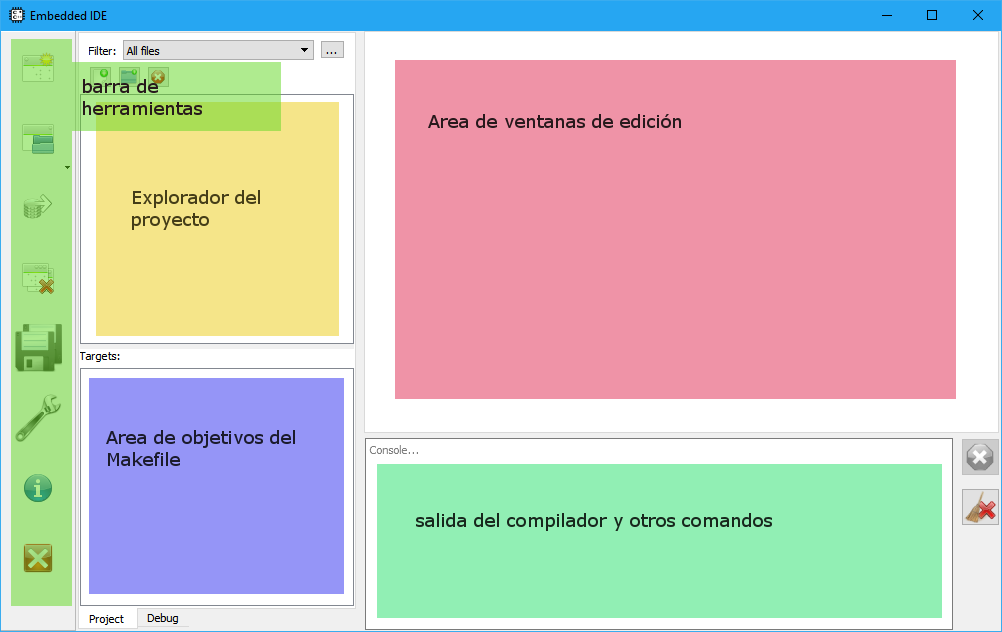 Embedded IDE
Filter: All files ...
barra de
herramientas
Explorador del
proyecto
Targets:
Area de objetivos del
Makefile
Project Debug
Area de ventanas de edición
Console...
salida del compilador y otros comandos